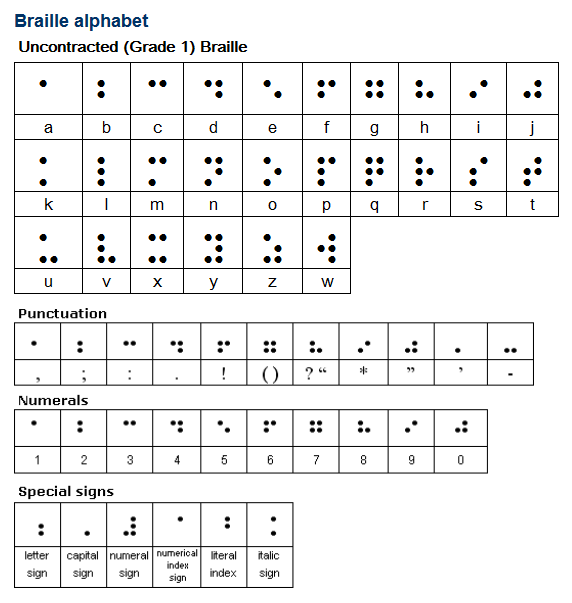 Braille alphabet
Uncontracted (Grade 1) Braille
⠁ ⠃ ⠉ ⠙ ⠑ ⠋ ⠛ ⠓ ⠊ ⠚
a b c d e f g h i j
⠅ ⠇ ⠍ ⠝ ⠕ ⠏ ⠟ ⠗ ⠎ ⠞
k l m n o p q r s t
⠥ ⠧ ⠭ ⠽ ⠵ ⠺
u v x y z w
Punctuation
⠂ ⠆ ⠒ ⠲ ⠖ ⠶ ⠦ ⠔ ⠴ ⠄ ⠤
, ; : . ! ( ) ? “ * ” ’ -
Numerals
⠁ ⠃ ⠉ ⠙ ⠑ ⠋ ⠛ ⠓ ⠊ ⠚
1 2 3 4 5 6 7 8 9 0
Special signs
⠰ ⠠ ⠼ ⠈ ⠘ ⠨
letter sign capital sign numeral sign numerical index sign literal index italic sign